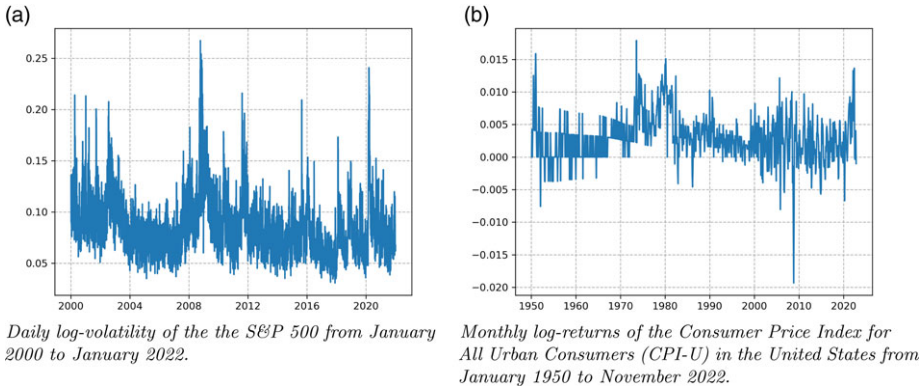 (a)
0.25
0.20
0.15
0.10
0.05
2000 2004 2008 2012 2016 2020
Daily log-volatility of the the S&P 500 from January
2000 to January 2022.
(b)
0.015
0.010
0.005
0.000
−0.005
−0.010
−0.015
−0.020
1950 1960 1970 1980 1990 2000 2010 2020
Monthly log-returns of the Consumer Price Index for
All Urban Consumers (CPI-U) in the United States from
January 1950 to November 2022.